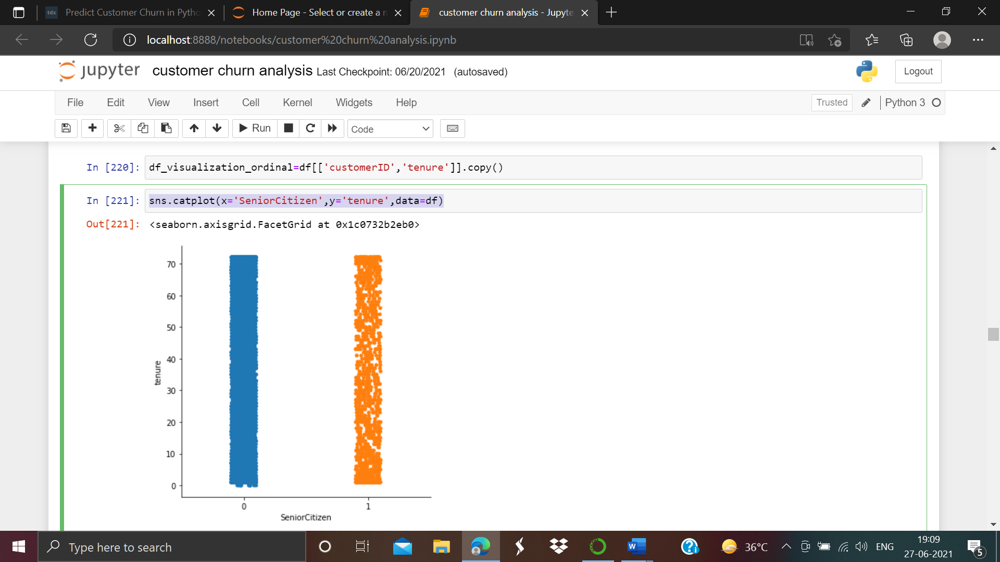 tds Predict Customer Churn in Pytho
Home Page - Select or create a n
customer churn analysis - Jupyte
localhost:8888/notebooks/customer%20churn%20analysis.ipynb
jupyter customer churn analysis Last Checkpoint: 06/20/2021 (autosaved)
Logout
File Edit View Insert Cell Kernel Widgets Help
Trusted Python 3
Run Code
In [220]: df_visualization_ordinal=df[['customerID','tenure']].copy()
In [221]: sns.catplot(x='SeniorCitizen',y='tenure',data=df)
Out[221]: <seaborn.axisgrid.FacetGrid at 0x1c0732b2eb0>
70
60
50
40
30
20
10
0
tenure
0 1
SeniorCitizen
Type here to search
W
36°C
ENG
19:09
27-06-2021
5